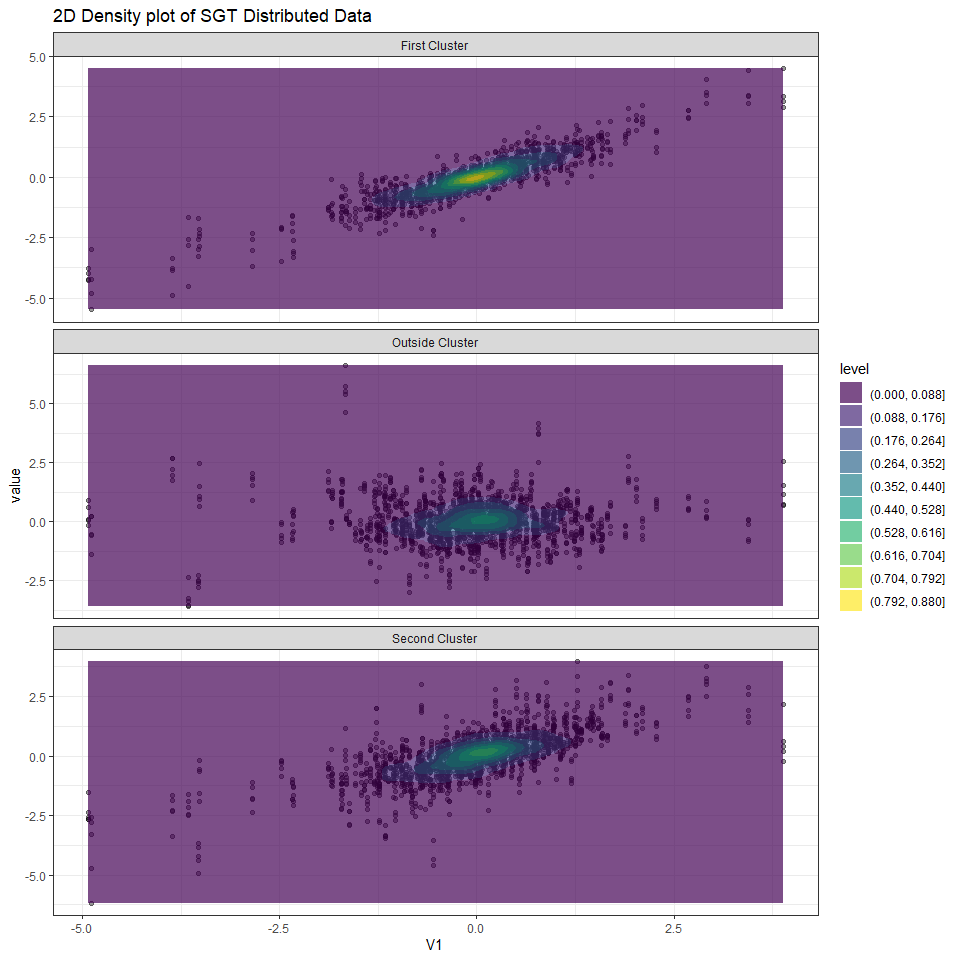 2D Density plot of SGT Distributed Data
First Cluster
5.0
2.5
0.0
-2.5
-5.0
Outside Cluster
5.0
2.5
0.0
-2.5
Second Cluster
2.5
0.0
-2.5
-5.0
-5.0 -2.5 0.0 2.5
V1
value
level
(0.000, 0.088]
(0.088, 0.176]
(0.176, 0.264]
(0.264, 0.352]
(0.352, 0.440]
(0.440, 0.528]
(0.528, 0.616]
(0.616, 0.704]
(0.704, 0.792]
(0.792, 0.880]